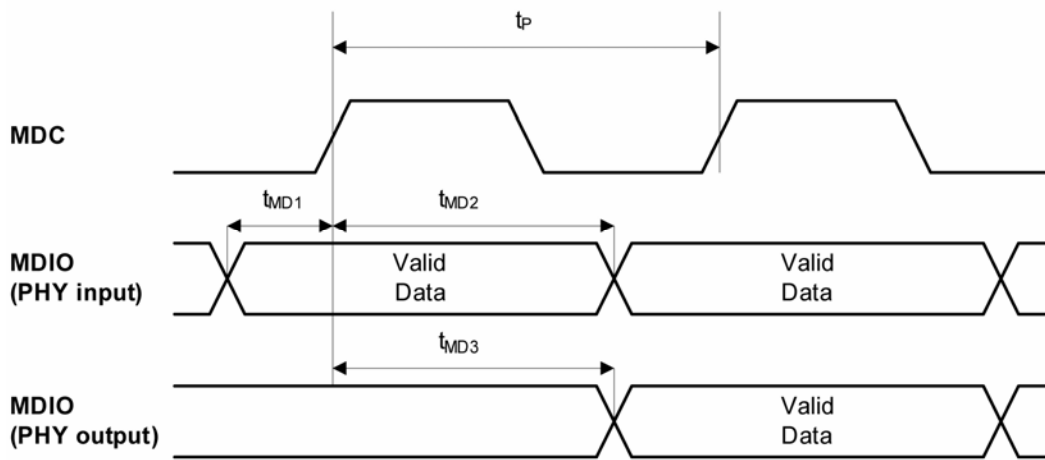 tP
MDC
tMD1
tMD2
MDIO
(PHY input)
Valid
Data
Valid
Data
tMD3
MDIO
(PHY output)
Valid
Data